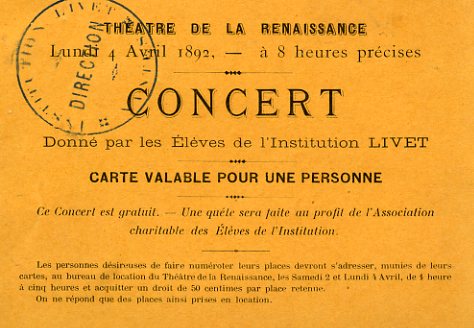 THÉATRE DE LA RENAISSANCE
Lundi 4 Avril 1892, — à 8 heures précises
CONCERT
Donné par les Élèves de l'Institution LIVET
CARTE VALABLE POUR UNE PERSONNE
Ce Concert est gratuit. — Une quête sera faite au profit de l'Association
charitable des Élèves de l'Institution.
Les personnes désireuses de faire numéroter leurs places devront s'adresser, munies de leurs
cartes, au bureau de location du Théâtre de la Renaissance, les Samedi 2 et Lundi 4 Avril, de 4 heure
à cinq heures et acquitter un droit de 50 centimes par place retenue.
On ne répond que des places ainsi prises en location.
INSTITUTION LIVET
DIRECTION